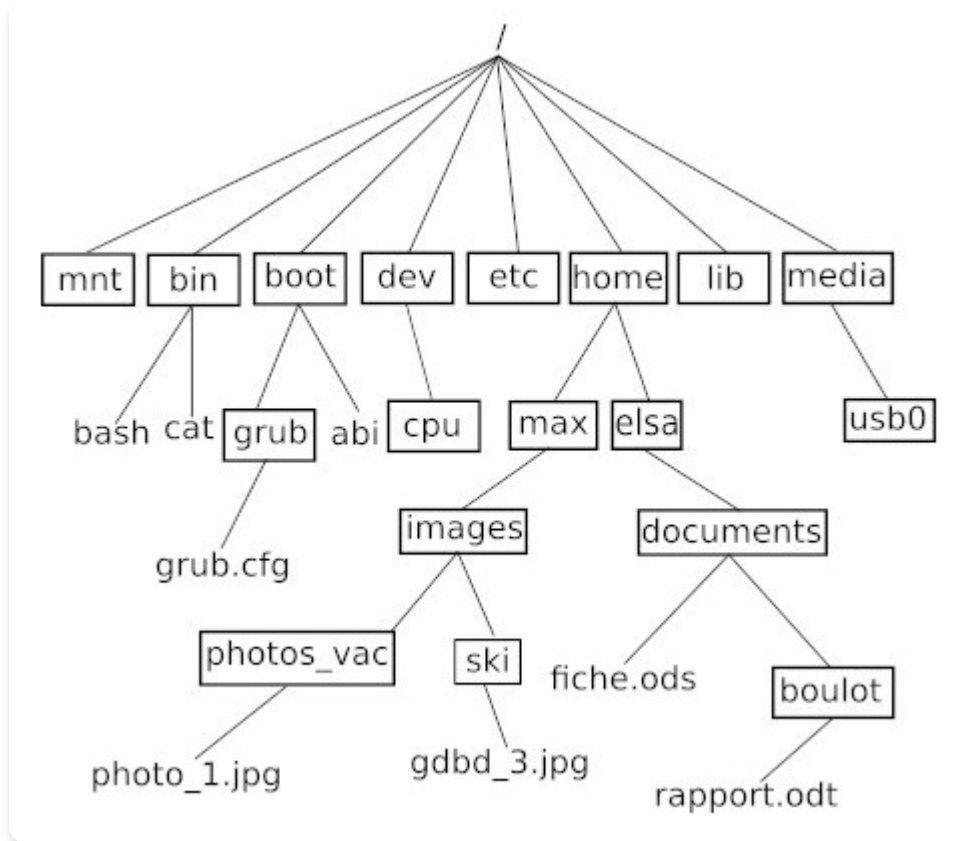 /
mnt bin boot dev etc home lib media
bash cat grub abi cpu max elsa usb0
images documents
grub.cfg
photos_vac ski fiche.ods boulot
photo_1.jpg gdbd_3.jpg rapport.odt